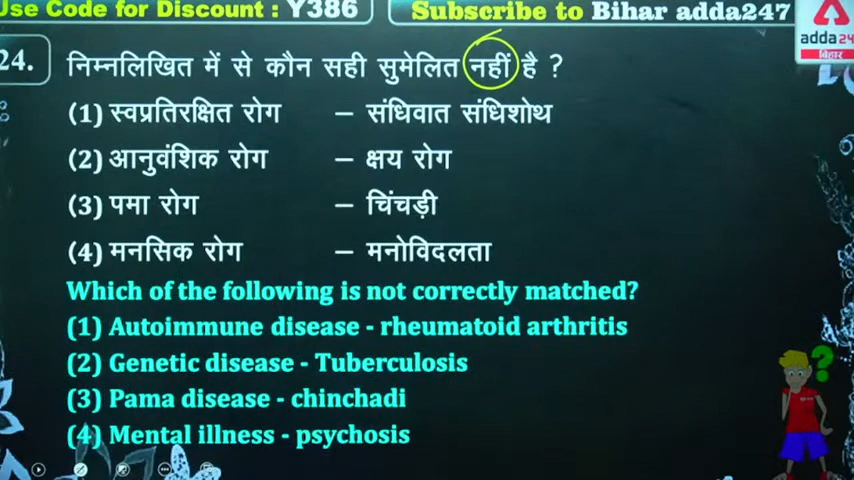 Use Code for Discount : Y386
Subscribe to Bihar adda247
adda24
बिहार
24.
निम्नलिखित में से कौन सही सुमेलित नहीं है ?
(1) स्वप्रतिरक्षित रोग – संधिवात संधिशोथ
(2) आनुवंशिक रोग – क्षय रोग
(3) पमा रोग – चिंचड़ी
(4) मनसिक रोग – मनोविदलता
Which of the following is not correctly matched?
(1) Autoimmune disease - rheumatoid arthritis
(2) Genetic disease - Tuberculosis
(3) Pama disease - chinchadi
(4) Mental illness - psychosis